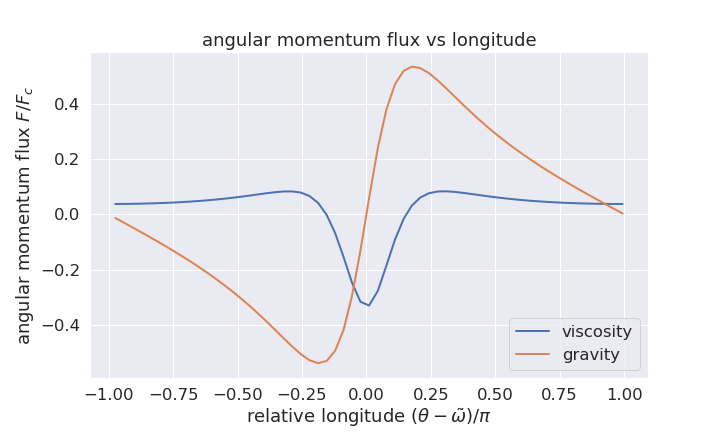 angular momentum flux vs longitude
angular momentum flux F/F_c
0.4
0.2
0.0
−0.2
−0.4
−1.00 −0.75 −0.50 −0.25 0.00 0.25 0.50 0.75 1.00
relative longitude (θ − ω̃)/π
viscosity
gravity